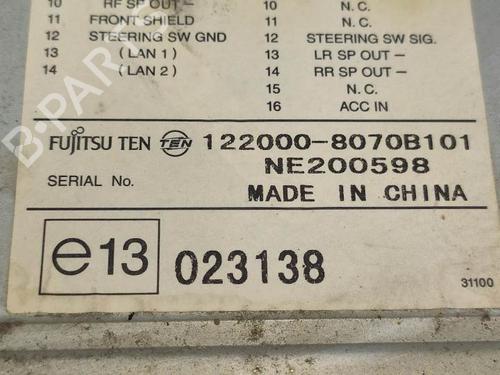 10 RF SP OUT- 10 N.C.
11 FRONT SHIELD 11 N.C.
12 STEERING SW GND 12 STEERING SW SIG.
13 (LAN 1) 13 LR SP OUT-
14 (LAN 2) 14 RR SP OUT-
15 N.C.
16 ACC IN
FUJITSU TEN TEN 122000-8070B101
NE200598
SERIAL No. MADE IN CHINA
e13 023138
31100
B-PARTS